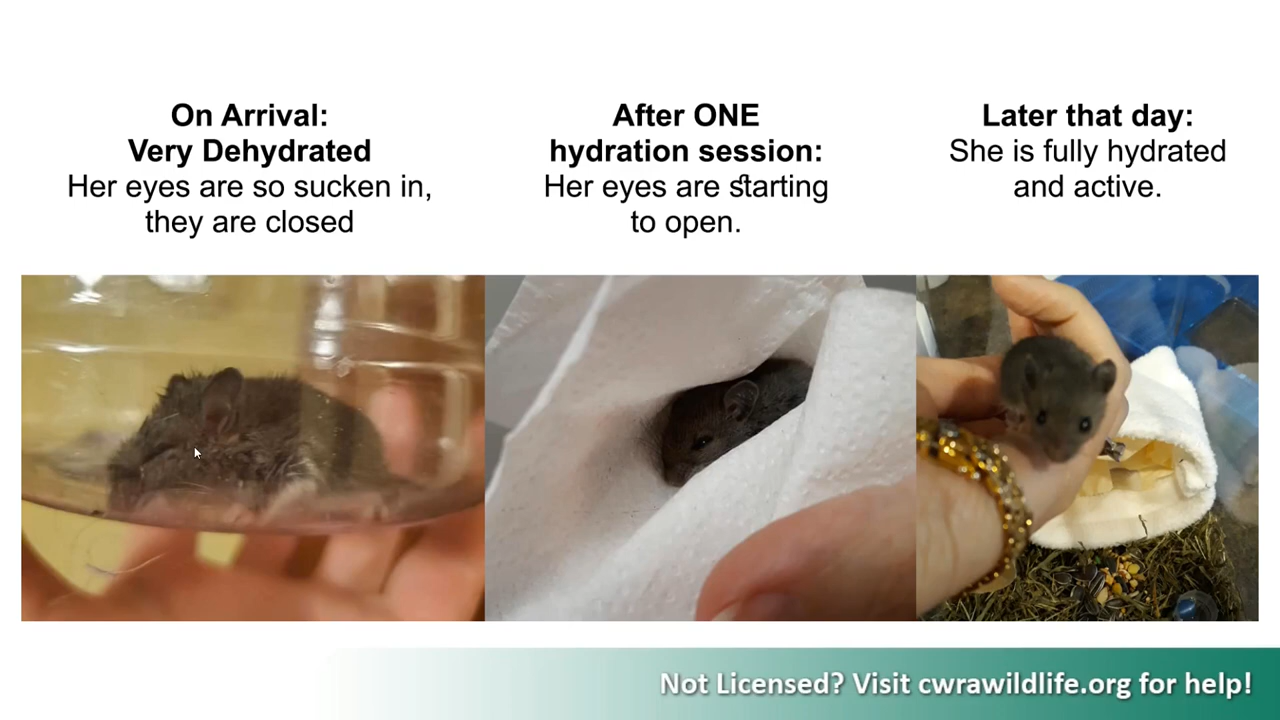 On Arrival:
Very Dehydrated
Her eyes are so sucken in,
they are closed
After ONE
hydration session:
Her eyes are starting
to open.
Later that day:
She is fully hydrated
and active.
Not Licensed? Visit cwrawildlife.org for help!